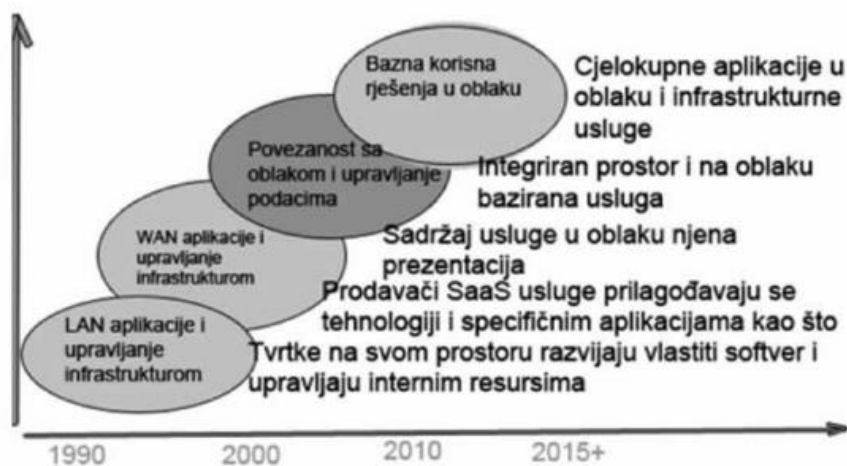 Bazna korisna
rješenja u oblaku
Cjelokupne aplikacije u
oblaku i infrastrukturne
usluge
Povezanost sa
oblakom i upravljanje
podacima
Integriran prostor i na oblaku
bazirana usluga
WAN aplikacije i
upravljanje
infrastrukturom
Sadržaj usluge u oblaku njena
prezentacija
Prodavači SaaS usluge prilagođavaju se
tehnologiji i specifičnim aplikacijama kao što
LAN aplikacije i
upravljanje
infrastrukturom
Tvrtke na svom prostoru razvijaju vlastiti softver i
upravljaju internim resursima
1990
2000
2010
2015+